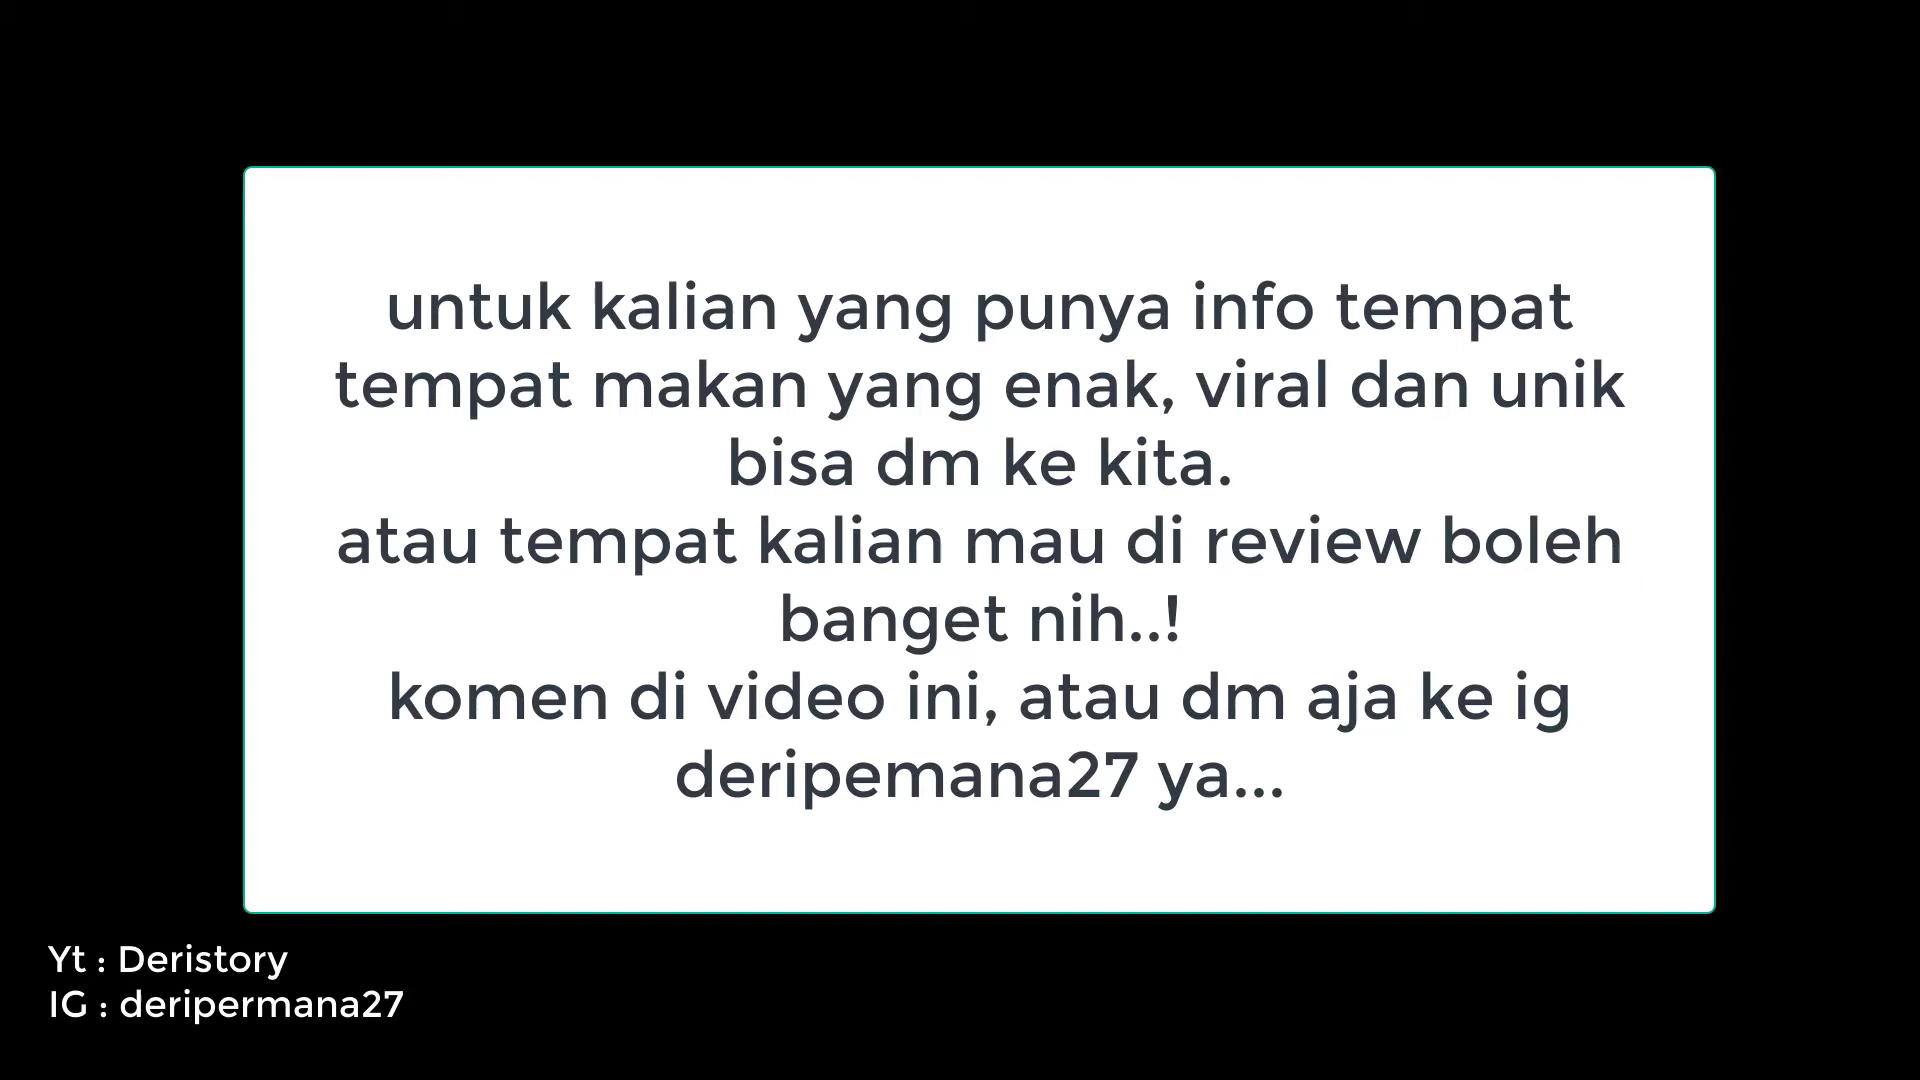 untuk kalian yang punya info tempat
tempat makan yang enak, viral dan unik
bisa dm ke kita.
atau tempat kalian mau di review boleh
banget nih..!
komen di video ini, atau dm aja ke ig
deripemana27 ya...
Yt : Deristory
IG : deripermana27